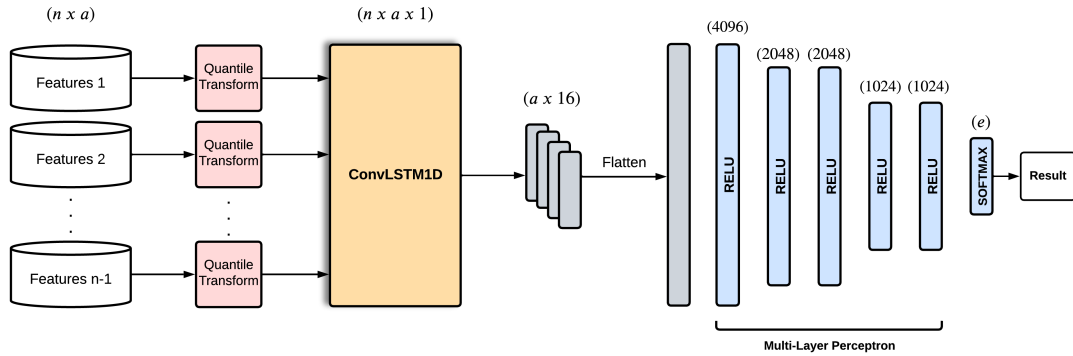 (n x a)
(n x a x 1)
Features 1
Quantile
Transform
Features 2
Quantile
Transform
Features n-1
Quantile
Transform
ConvLSTM1D
(a x 16)
Flatten
(4096)
(2048)
(2048)
(1024)
(1024)
(e)
RELU
RELU
RELU
RELU
RELU
SOFTMAX
Result
Multi-Layer Perceptron